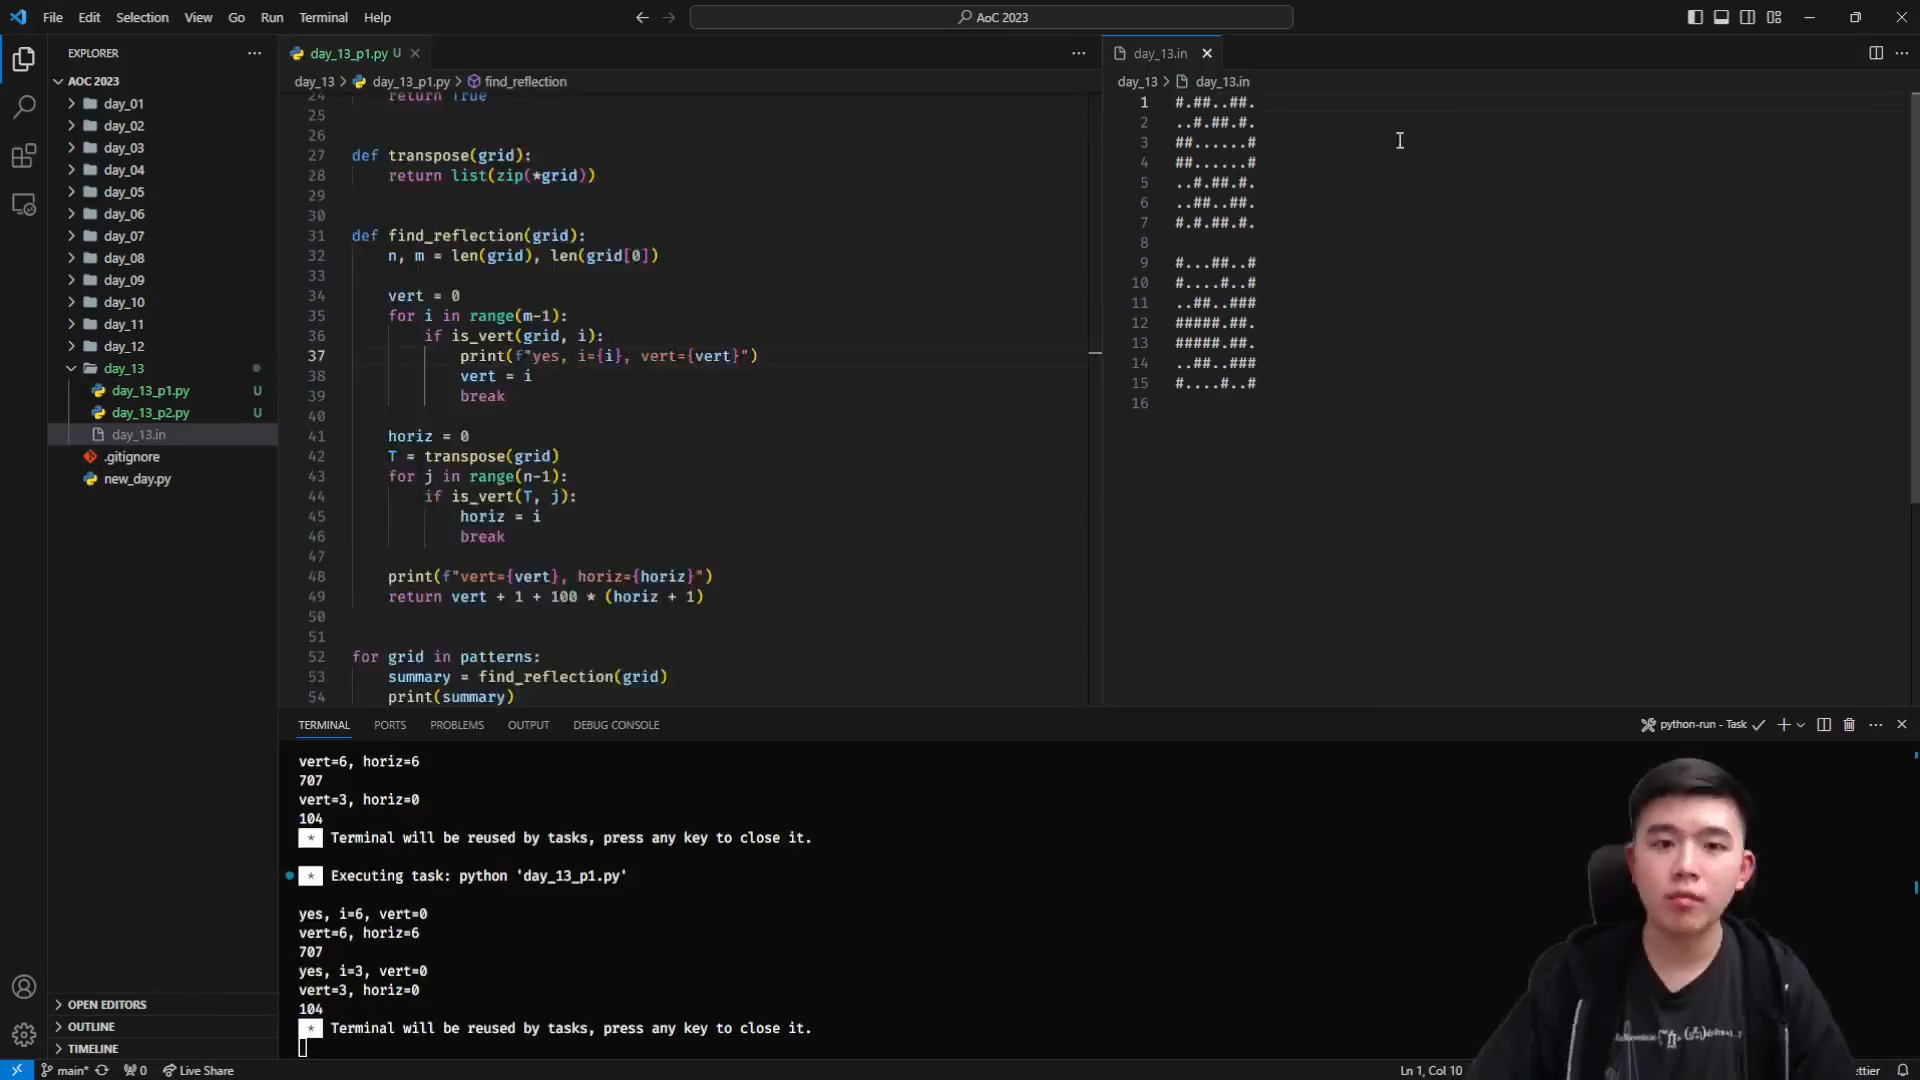 File Edit Selection View Go Run Terminal Help
AoC 2023
EXPLORER
AOC 2023
day_01
day_02
day_03
day_04
day_05
day_06
day_07
day_08
day_09
day_10
day_11
day_12
day_13
day_13_p1.py U
day_13_p2.py U
day_13.in
.gitignore
new_day.py
OPEN EDITORS
OUTLINE
TIMELINE
day_13_p1.py U
day_13 > day_13_p1.py > find_reflection
24 return True
25
26
27 def transpose(grid):
28 return list(zip(*grid))
29
30
31 def find_reflection(grid):
32 n, m = len(grid), len(grid[0])
33
34 vert = 0
35 for i in range(m-1):
36 if is_vert(grid, i):
37 print(f"yes, i={i}, vert={vert}")
38 vert = i
39 break
40
41 horiz = 0
42 T = transpose(grid)
43 for j in range(n-1):
44 if is_vert(T, j):
45 horiz = i
46 break
47
48 print(f"vert={vert}, horiz={horiz}")
49 return vert + 1 + 100 * (horiz + 1)
50
51
52 for grid in patterns:
53 summary = find_reflection(grid)
54 print(summary)
day_13.in
day_13 > day_13.in
1 #.##..##.
2 ..#.##.#.
3 ##......#
4 ##......#
5 ..#.##.#.
6 ..##..##.
7 #.#.##.#.
8
9 #...##..#
10 #....#..#
11 ..##..###
12 #####.##.
13 #####.##.
14 ..##..###
15 #....#..#
16
TERMINAL PORTS PROBLEMS OUTPUT DEBUG CONSOLE
python-run - Task
vert=6, horiz=6
707
vert=3, horiz=0
104
* Terminal will be reused by tasks, press any key to close it.
* Executing task: python 'day_13_p1.py'
yes, i=6, vert=0
vert=6, horiz=6
707
yes, i=3, vert=0
vert=3, horiz=0
104
* Terminal will be reused by tasks, press any key to close it.
main* 0 Live Share
Ln 1, Col 10